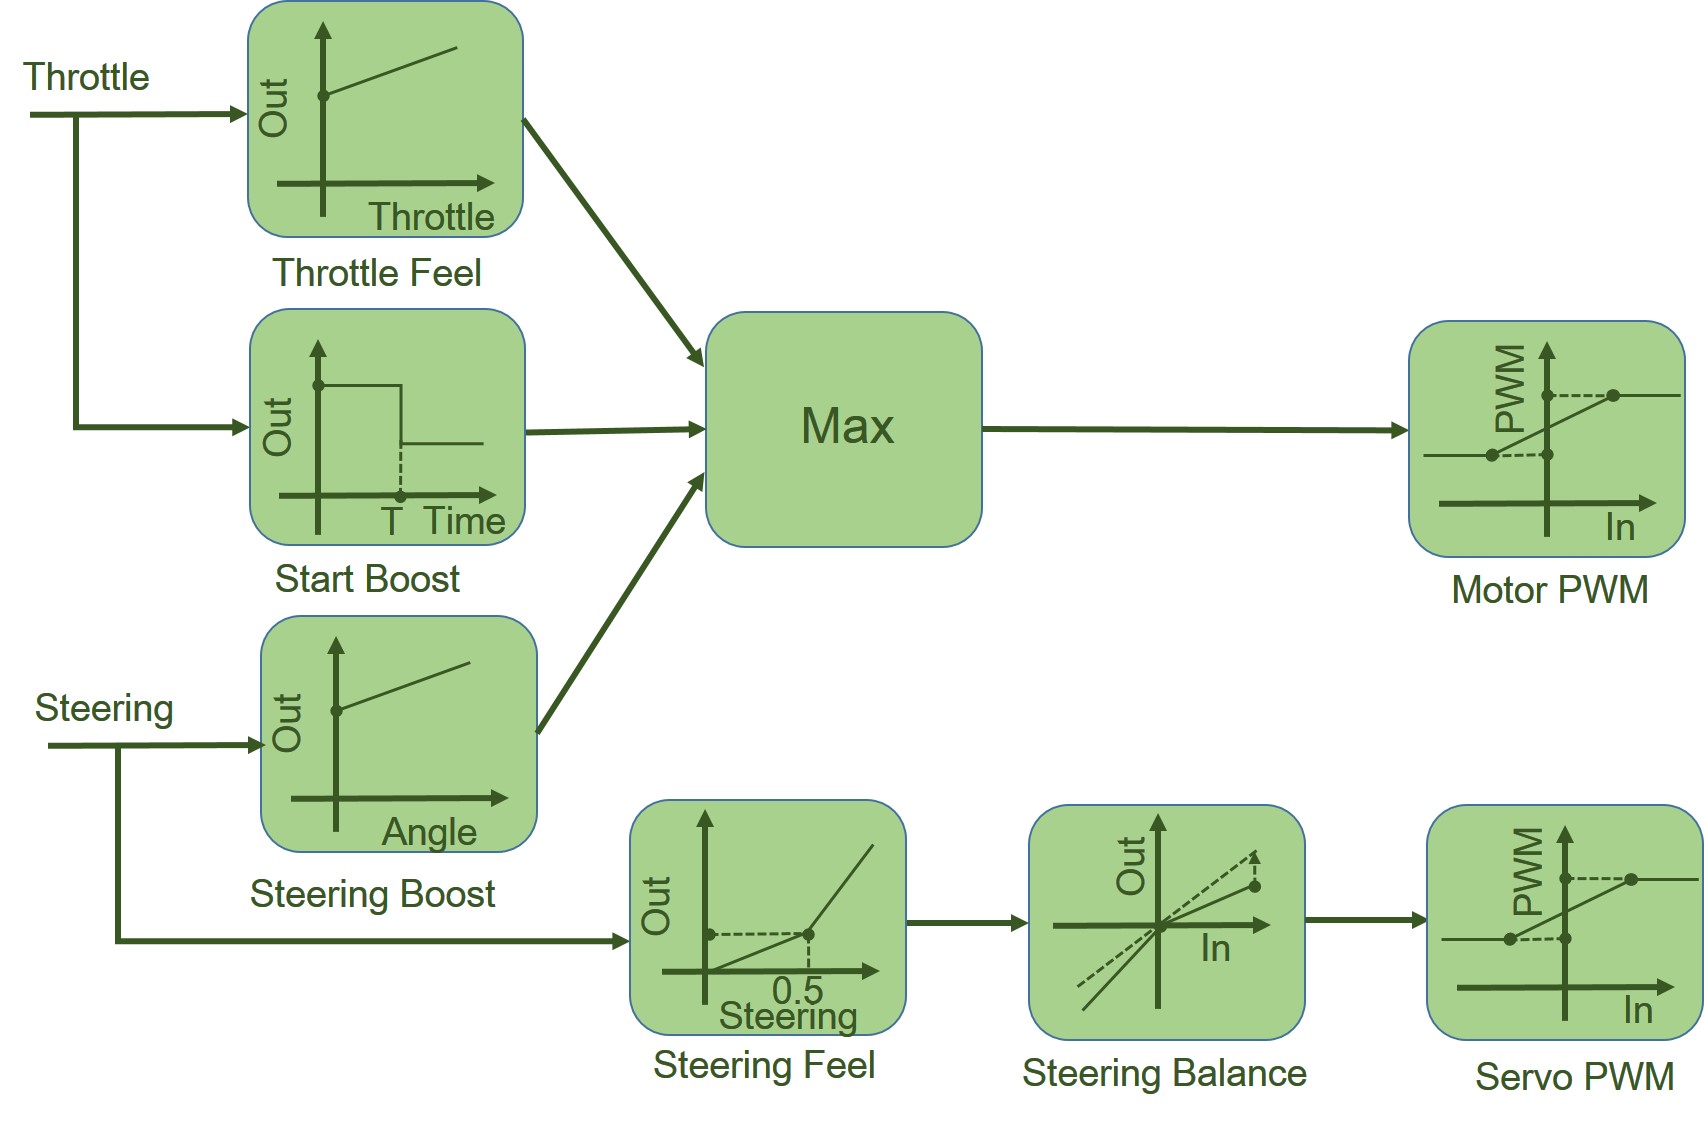 Throttle
Out
Throttle
Throttle Feel
Out
T Time
Start Boost
Max
PWM
In
Motor PWM
Steering
Out
Angle
Steering Boost
Out
0.5
Steering
Steering Feel
Out
In
Steering Balance
PWM
In
Servo PWM